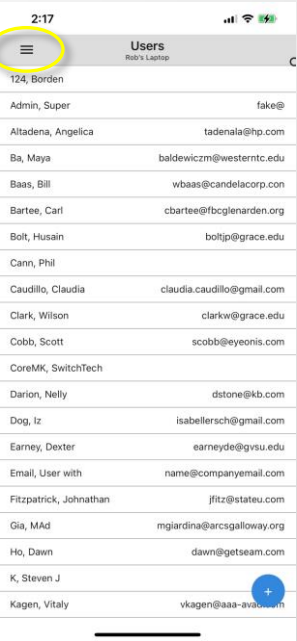 2:17
Users
Rob's Laptop
124, Borden
Admin, Super fake@
Altadena, Angelica tadenala@hp.com
Ba, Maya baldewiczm@westerntc.edu
Baas, Bill wbaas@candelacorp.con
Bartee, Carl cbartee@fbcglenarden.org
Bolt, Husain boltjp@grace.edu
Cann, Phil
Caudillo, Claudia claudia.caudillo@gmail.com
Clark, Wilson clarkw@grace.edu
Cobb, Scott scobb@eyeonis.com
CoreMK, SwitchTech
Darion, Nelly dstone@kb.com
Dog, Iz isabellersch@gmail.com
Earney, Dexter earneyde@gvsu.edu
Email, User with name@companyemail.com
Fitzpatrick, Johnathan jfitz@stateu.com
Gia, MAd mgiardina@arcsgalloway.org
Ho, Dawn dawn@getseam.com
K, Steven J
+
Kagen, Vitaly